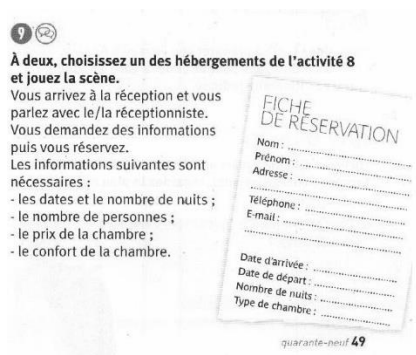 9
À deux, choisissez un des hébergements de l'activité 8
et jouez la scène.
Vous arrivez à la réception et vous
parlez avec le/la réceptionniste.
Vous demandez des informations
puis vous réservez.
Les informations suivantes sont
nécessaires :
- les dates et le nombre de nuits ;
- le nombre de personnes ;
- le prix de la chambre ;
- le confort de la chambre.
FICHE
DE RÉSERVATION
Nom :
Prénom :
Adresse :
Téléphone :
E-mail :
Date d'arrivée :
Date de départ :
Nombre de nuits :
Type de chambre :
quarante-neuf 49